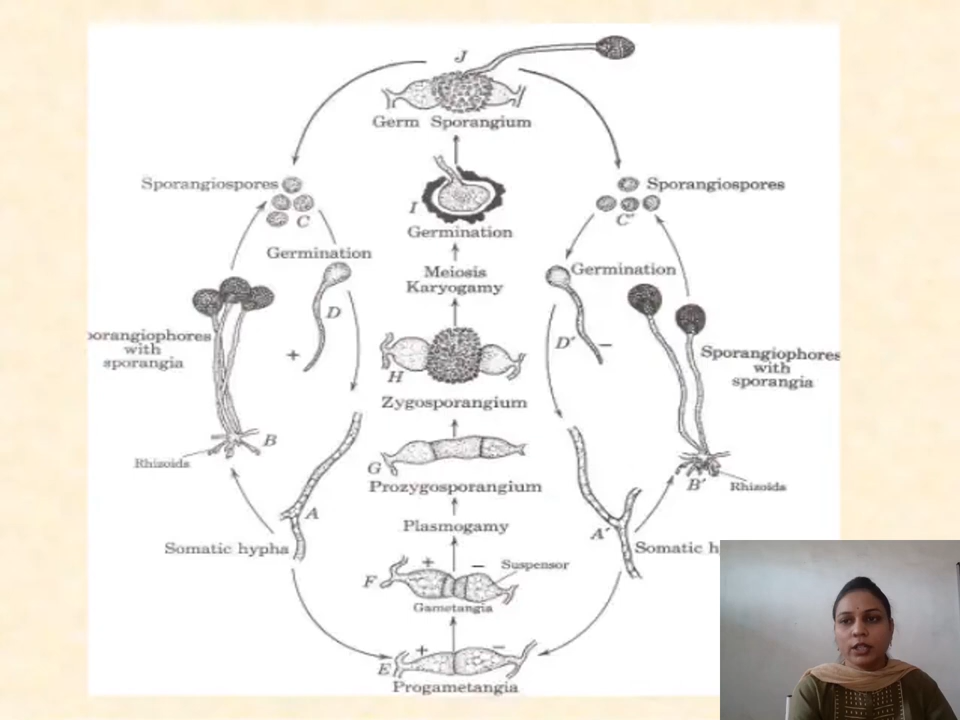 J
Germ Sporangium
Sporangiospores
C
Sporangiospores
C'
I
Germination
Germination
D
+
Meiosis
Karyogamy
Germination
D'
−
orangiophores
with
sporangia
Sporangiophores
with
sporangia
H
Zygosporangium
B
Rhizoids
G
Prozygosporangium
B'
Rhizoids
A
A'
Plasmogamy
Somatic hypha
Somatic h
F
+
−
Suspensor
Gametangia
E
+
−
Progametangia